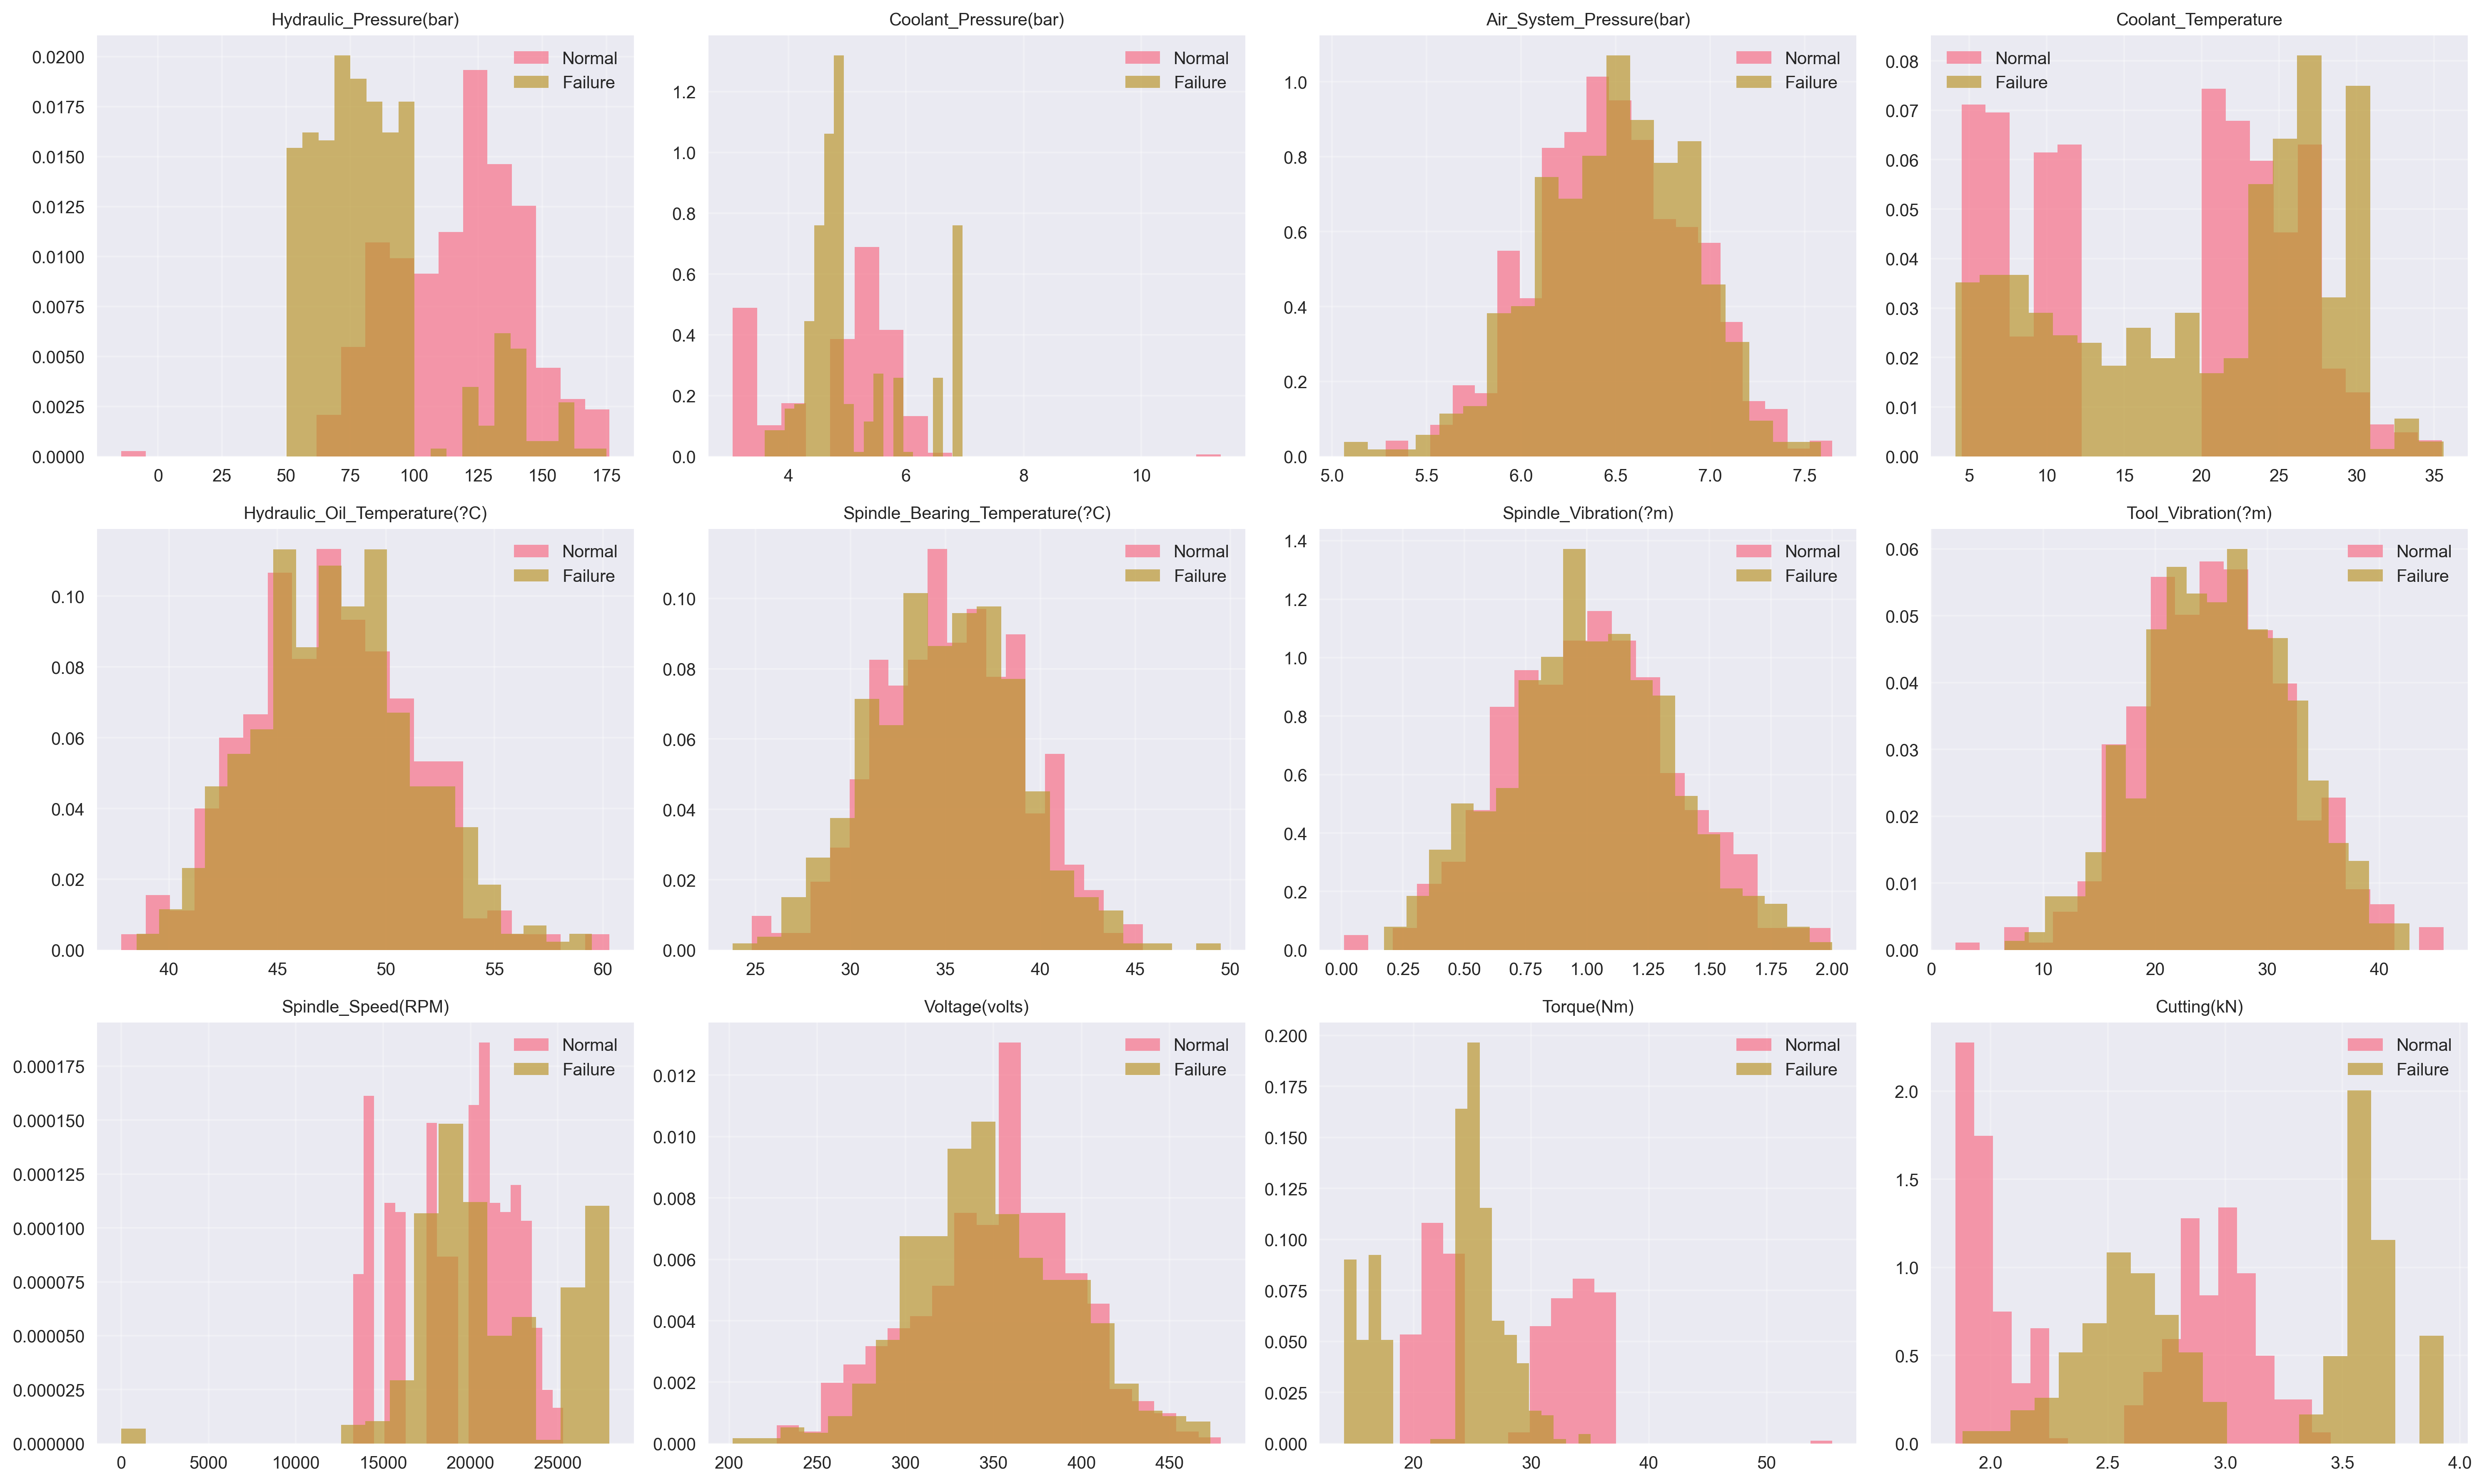 Hydraulic_Pressure(bar)
Normal
Failure
0.0200
0.0175
0.0150
0.0125
0.0100
0.0075
0.0050
0.0025
0.0000
0 25 50 75 100 125 150 175
Coolant_Pressure(bar)
Normal
Failure
1.2
1.0
0.8
0.6
0.4
0.2
0.0
4 6 8 10
Air_System_Pressure(bar)
Normal
Failure
1.0
0.8
0.6
0.4
0.2
0.0
5.0 5.5 6.0 6.5 7.0 7.5
Coolant_Temperature
Normal
Failure
0.08
0.07
0.06
0.05
0.04
0.03
0.02
0.01
0.00
5 10 15 20 25 30 35
Hydraulic_Oil_Temperature(?C)
Normal
Failure
0.10
0.08
0.06
0.04
0.02
0.00
40 45 50 55 60
Spindle_Bearing_Temperature(?C)
Normal
Failure
0.10
0.08
0.06
0.04
0.02
0.00
25 30 35 40 45 50
Spindle_Vibration(?m)
Normal
Failure
1.4
1.2
1.0
0.8
0.6
0.4
0.2
0.0
0.00 0.25 0.50 0.75 1.00 1.25 1.50 1.75 2.00
Tool_Vibration(?m)
Normal
Failure
0.06
0.05
0.04
0.03
0.02
0.01
0.00
0 10 20 30 40
Spindle_Speed(RPM)
Normal
Failure
0.000175
0.000150
0.000125
0.000100
0.000075
0.000050
0.000025
0.000000
0 5000 10000 15000 20000 25000
Voltage(volts)
Normal
Failure
0.012
0.010
0.008
0.006
0.004
0.002
0.000
200 250 300 350 400 450
Torque(Nm)
Normal
Failure
0.200
0.175
0.150
0.125
0.100
0.075
0.050
0.025
0.000
20 30 40 50
Cutting(kN)
Normal
Failure
2.0
1.5
1.0
0.5
0.0
2.0 2.5 3.0 3.5 4.0